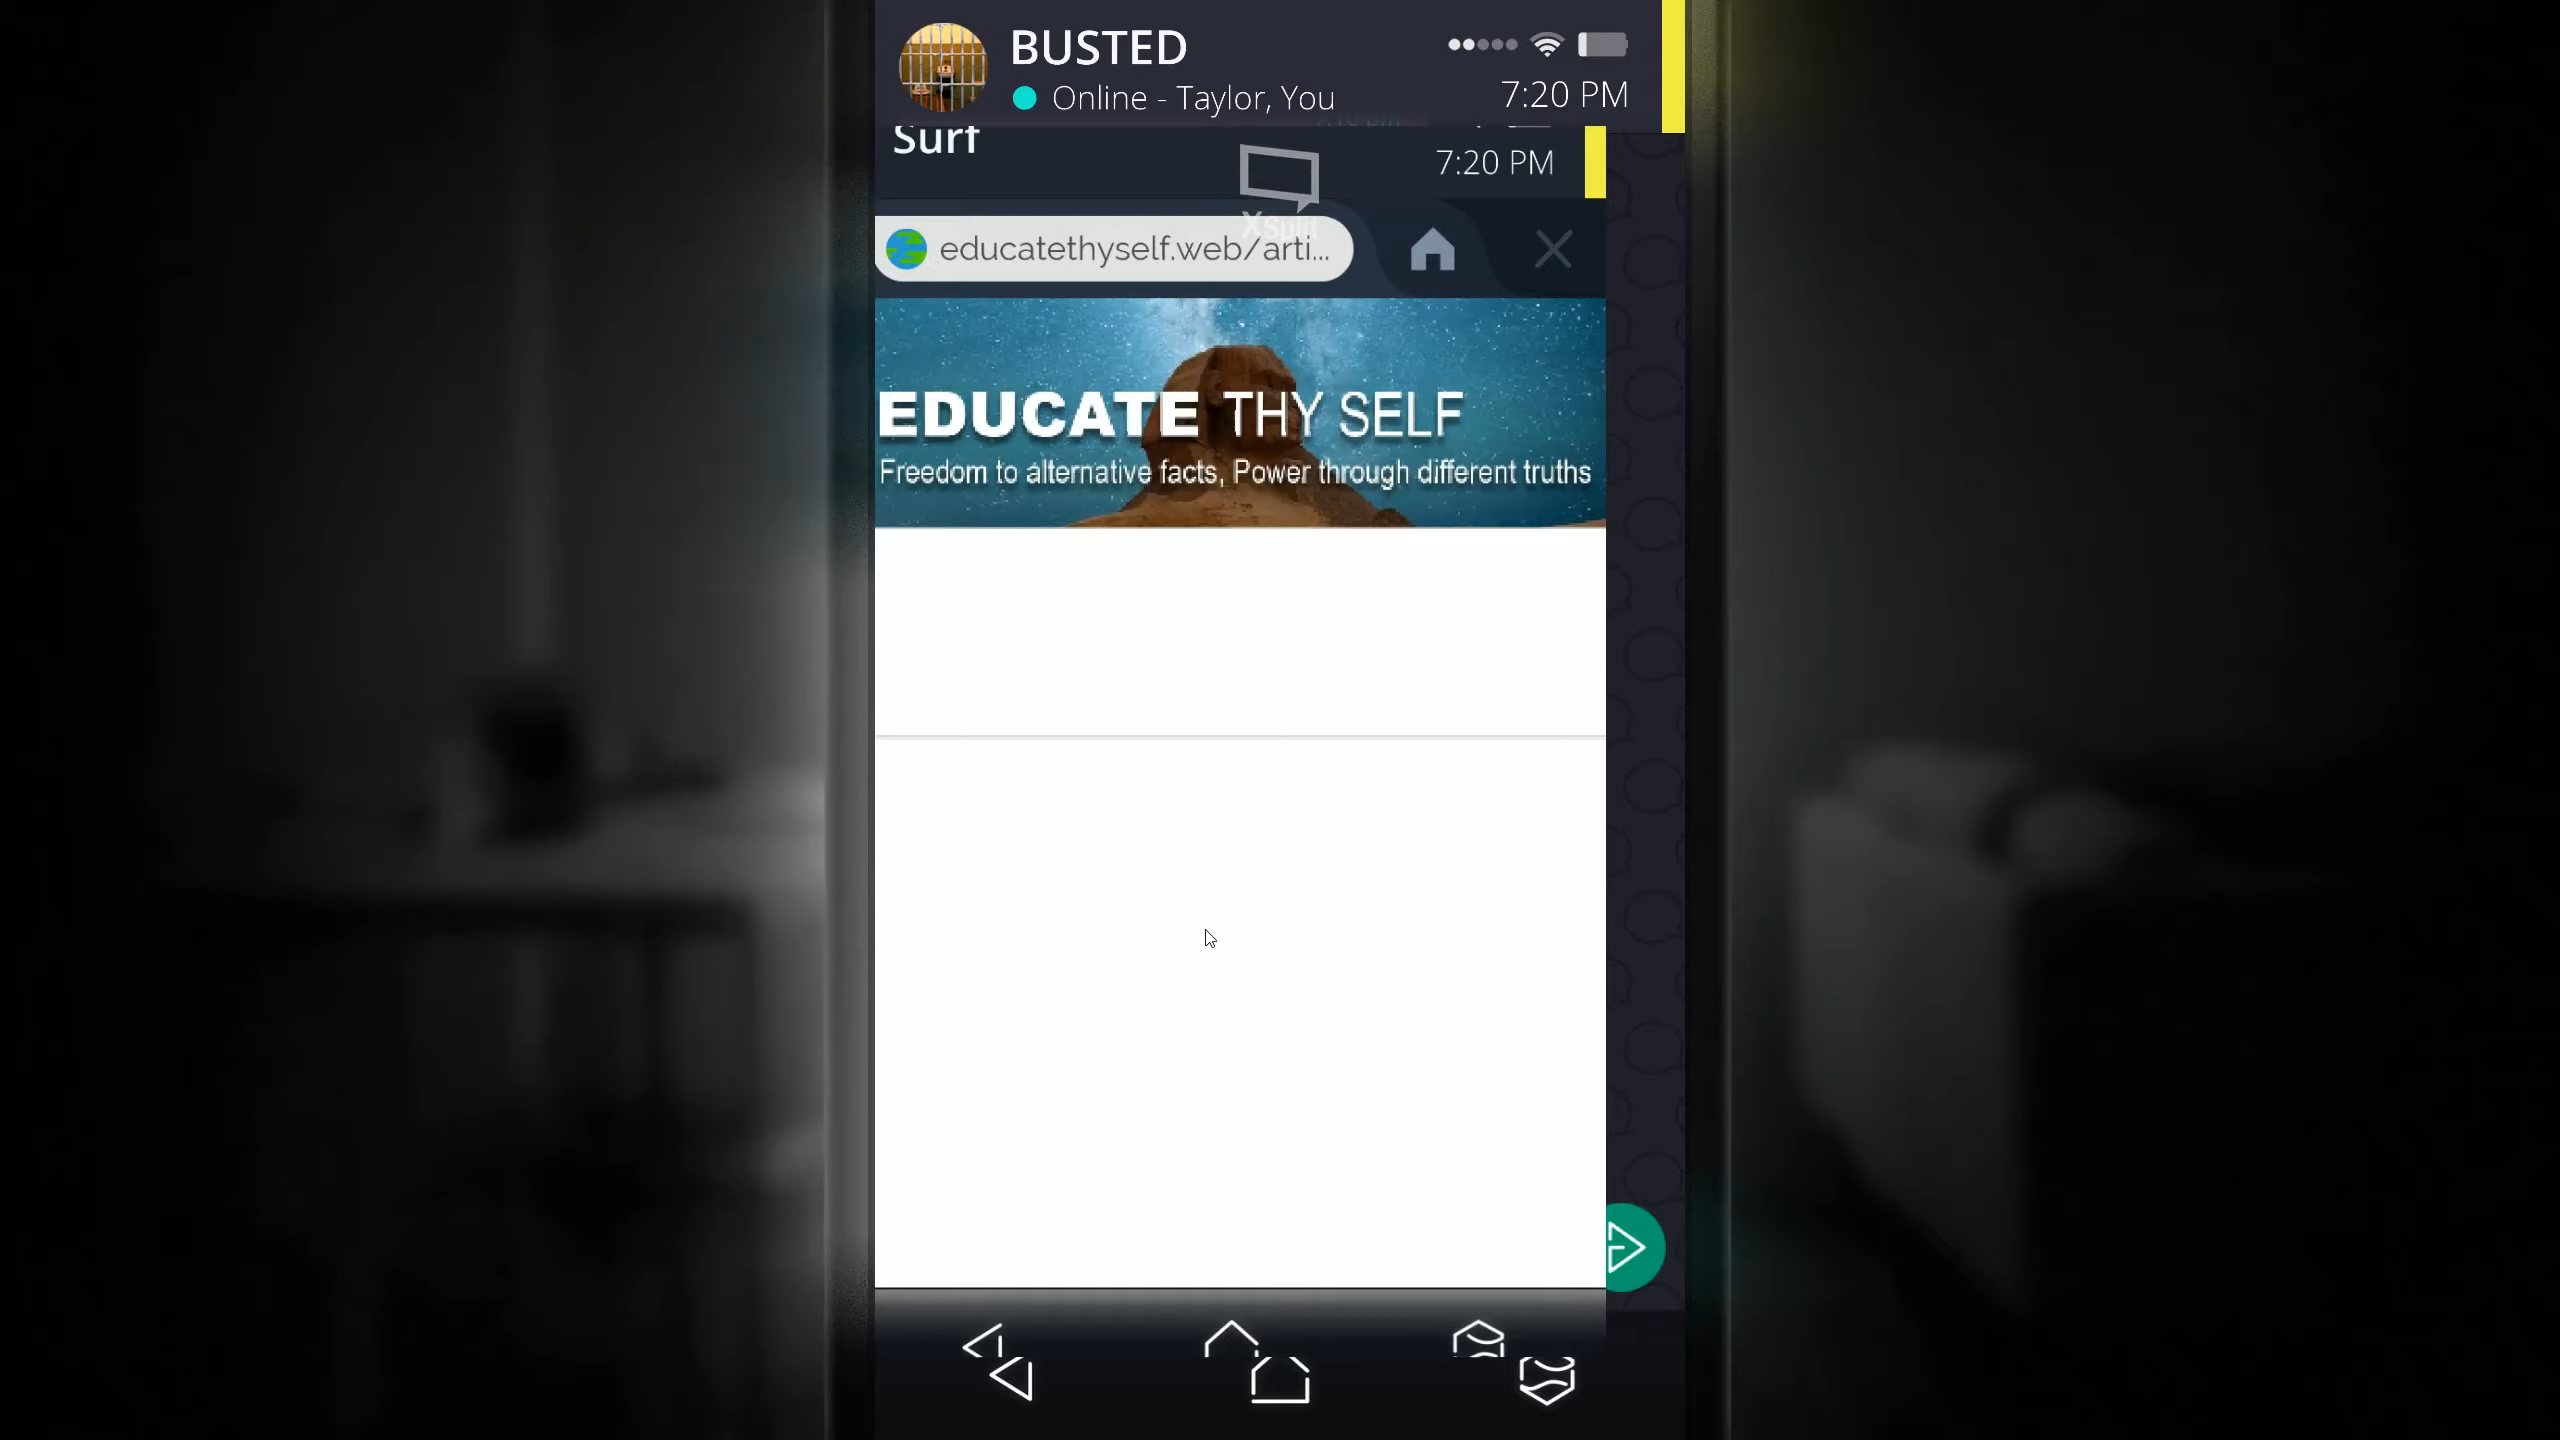 BUSTED
Online - Taylor, You
7:20 PM
Surf
7:20 PM
XSplit
educatethyself.web/arti...
EDUCATE THY SELF
Freedom to alternative facts, Power through different truths